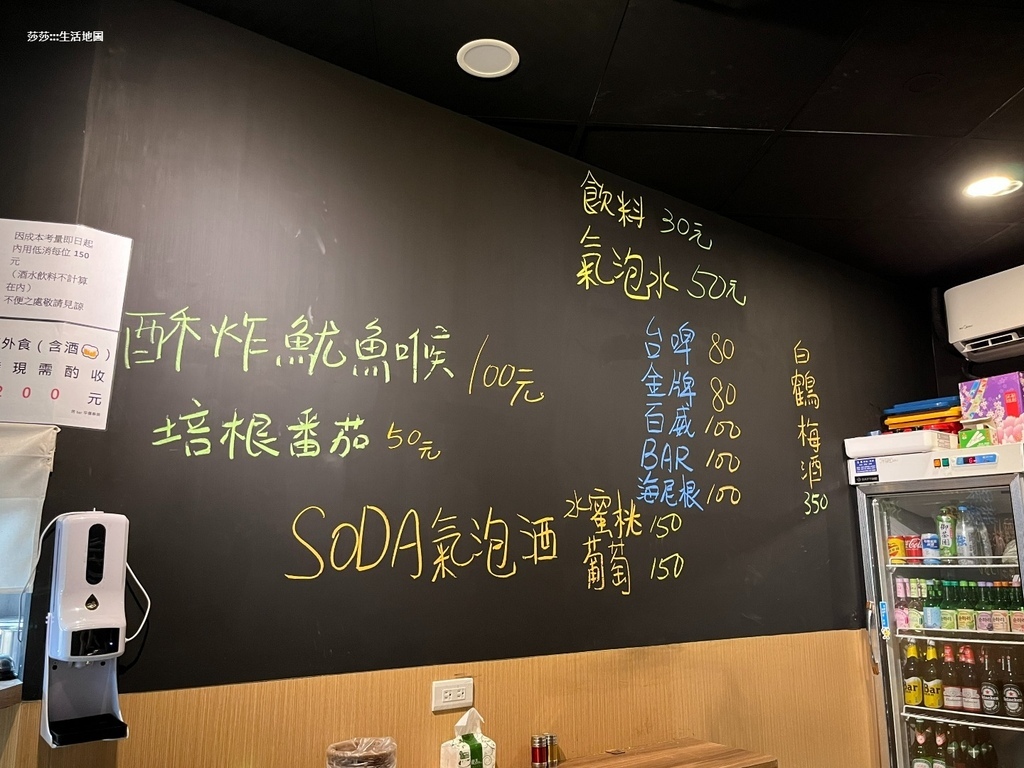 莎莎:::生活地圖
因成本考量即日起
內用低消每位 150
元
（酒水飲料不計算
在內）
不便之處敬請見諒
外食（含酒）
現需酌收
200元
飲料 30元
氣泡水 50元
酥炸魷魚喉 100元
培根番茄 50元
台啤 80
金牌 80
百威 100
BAR 100
海尼根 100
白鶴梅酒 350
SODA氣泡酒 水蜜桃 150
葡萄 150
Bar
Bar